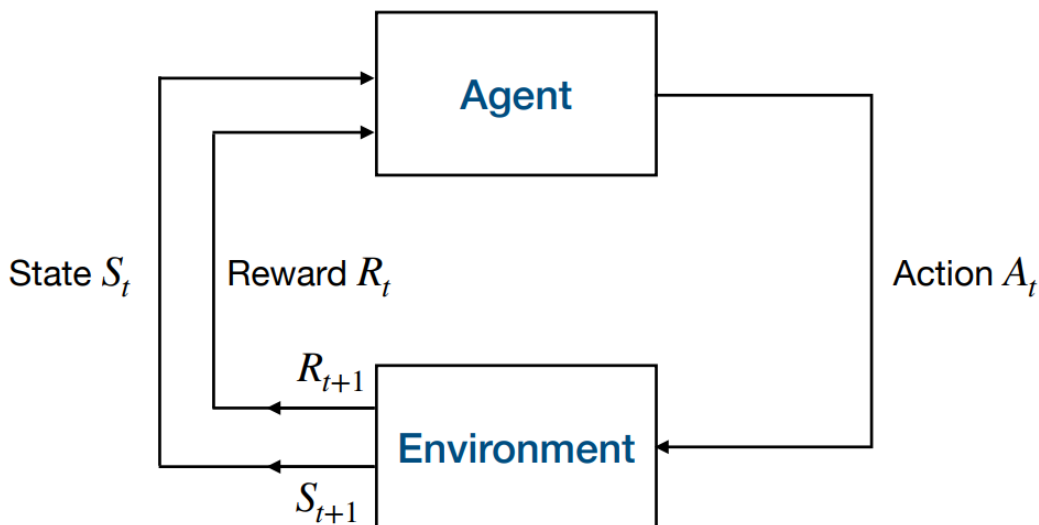 Agent
State S_t
Reward R_t
Action A_t
R_{t+1}
Environment
S_{t+1}